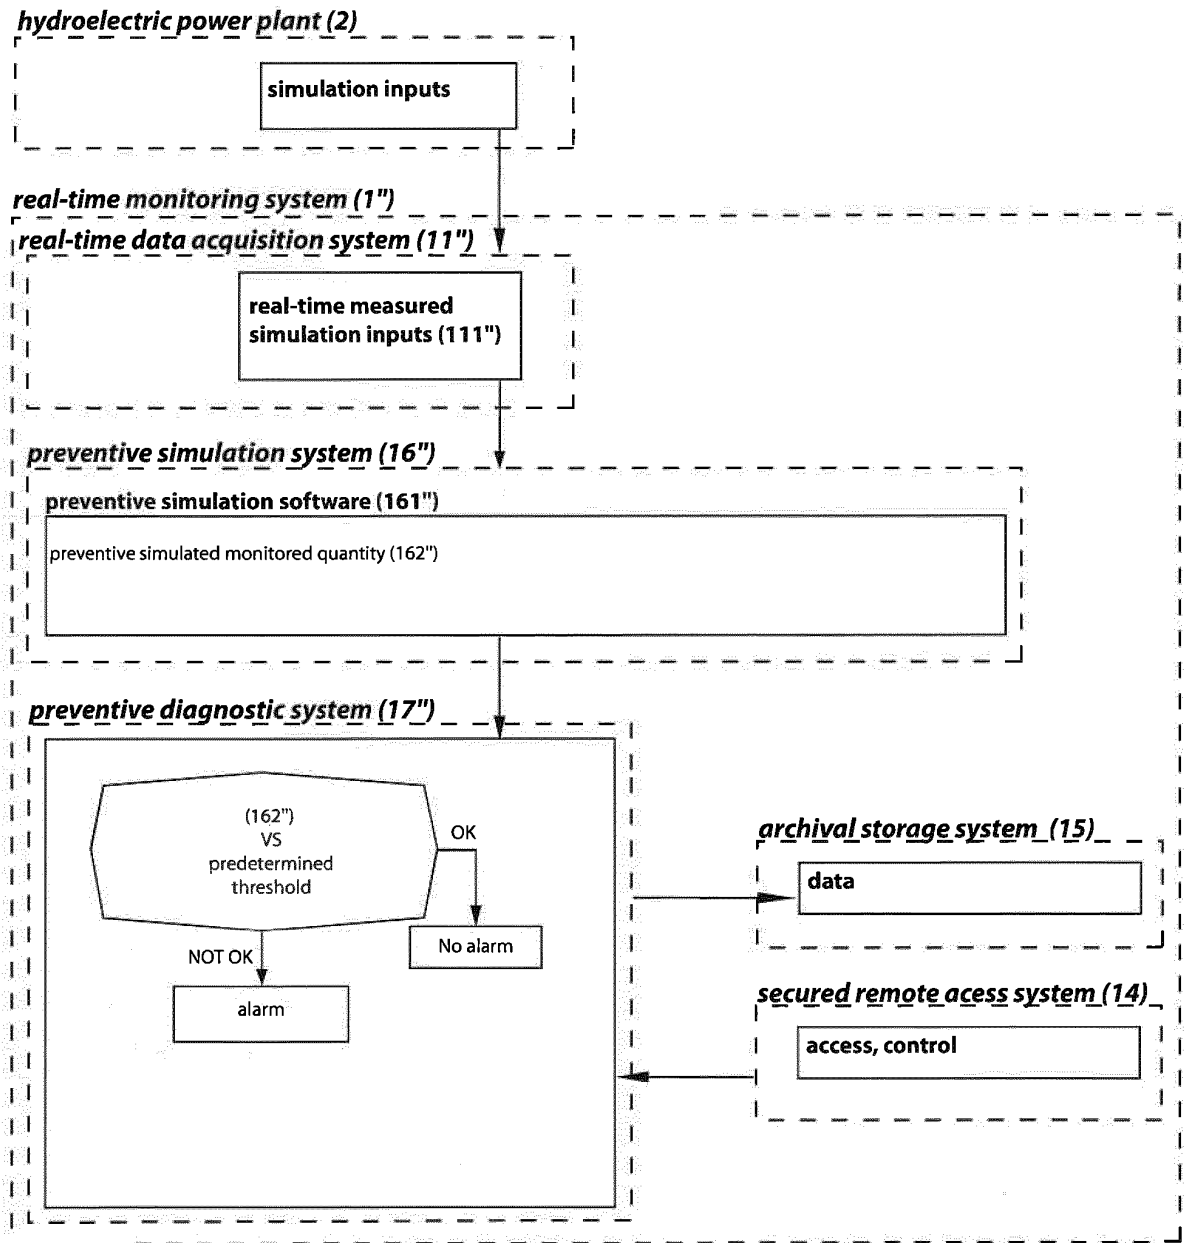 hydroelectric power plant (2)
simulation inputs
real-time monitoring system (1")
real-time data acquisition system (11")
real-time measured
simulation inputs (111")
preventive simulation system (16")
preventive simulation software (161")
preventive simulated monitored quantity (162")
preventive diagnostic system (17")
(162")
VS
predetermined
threshold
OK
No alarm
NOT OK
alarm
archival storage system (15)
data
secured remote acess system (14)
access, control